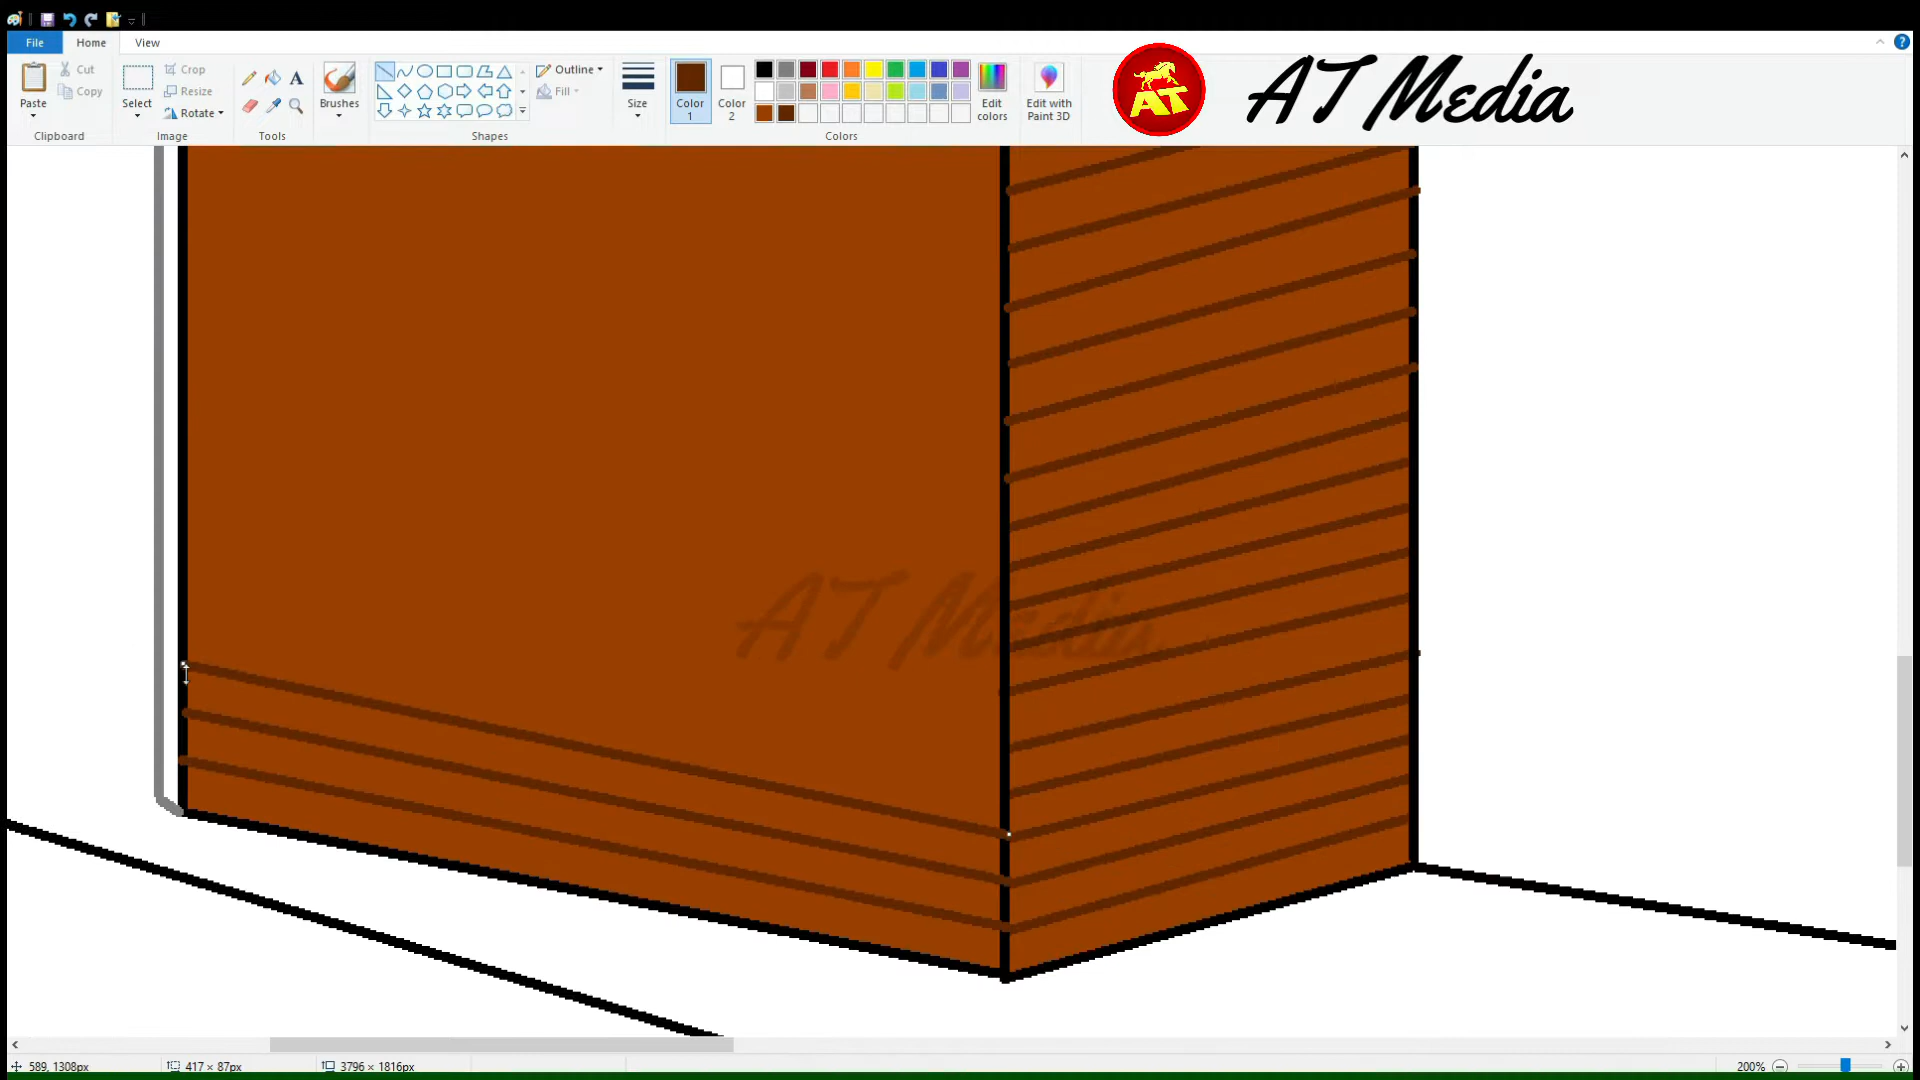 File Home View
Paste Cut Copy Clipboard
Select Crop Resize Rotate Image
Tools
Brushes
Shapes
Outline Fill
Size
Color 1
Color 2
Edit colors
Colors
Edit with Paint 3D
AT
AT Media
AT Media
589, 1308px 417 × 87px 3796 × 1816px 200%